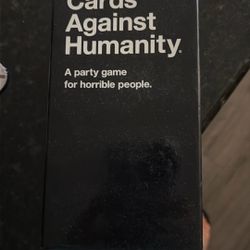 Cards
Against
Humanity.
A party game
for horrible people.